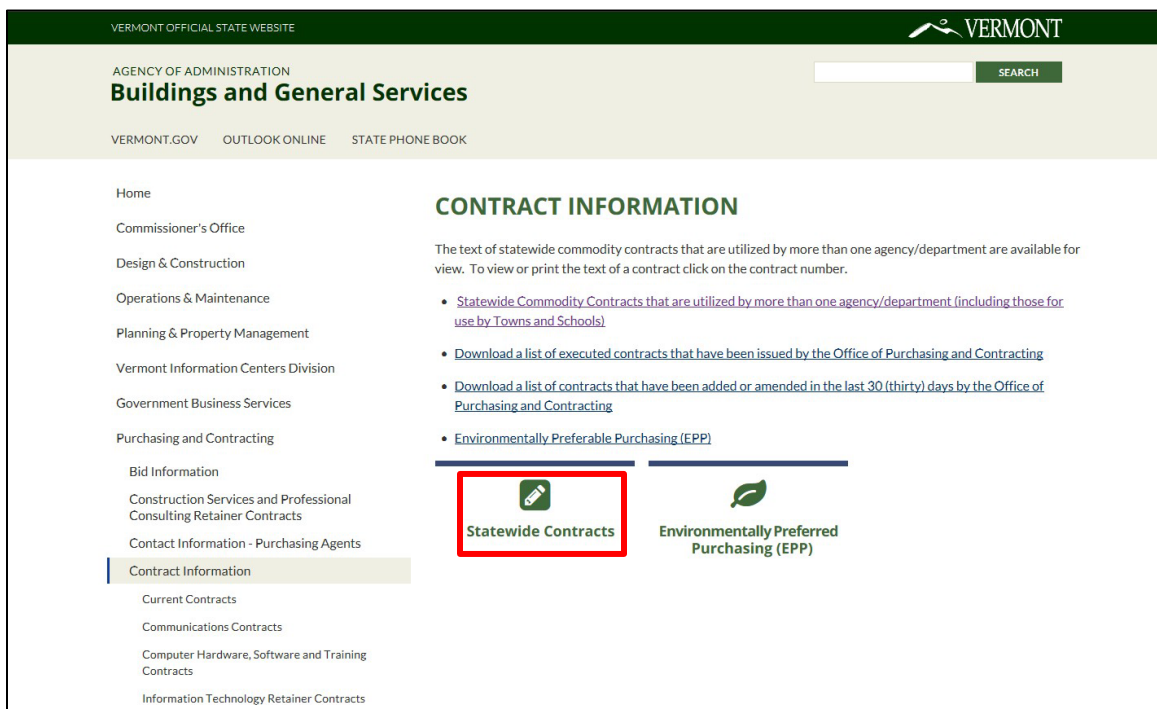 VERMONT OFFICIAL STATE WEBSITE
VERMONT
AGENCY OF ADMINISTRATION
Buildings and General Services
SEARCH
VERMONT.GOV OUTLOOK ONLINE STATE PHONE BOOK
Home
Commissioner's Office
Design & Construction
Operations & Maintenance
Planning & Property Management
Vermont Information Centers Division
Government Business Services
Purchasing and Contracting
Bid Information
Construction Services and Professional
Consulting Retainer Contracts
Contact Information - Purchasing Agents
Contract Information
Current Contracts
Communications Contracts
Computer Hardware, Software and Training
Contracts
Information Technology Retainer Contracts
CONTRACT INFORMATION
The text of statewide commodity contracts that are utilized by more than one agency/department are available for
view. To view or print the text of a contract click on the contract number.
• Statewide Commodity Contracts that are utilized by more than one agency/department (including those for
use by Towns and Schools)
• Download a list of executed contracts that have been issued by the Office of Purchasing and Contracting
• Download a list of contracts that have been added or amended in the last 30 (thirty) days by the Office of
Purchasing and Contracting
• Environmentally Preferable Purchasing (EPP)
Statewide Contracts
Environmentally Preferred
Purchasing (EPP)